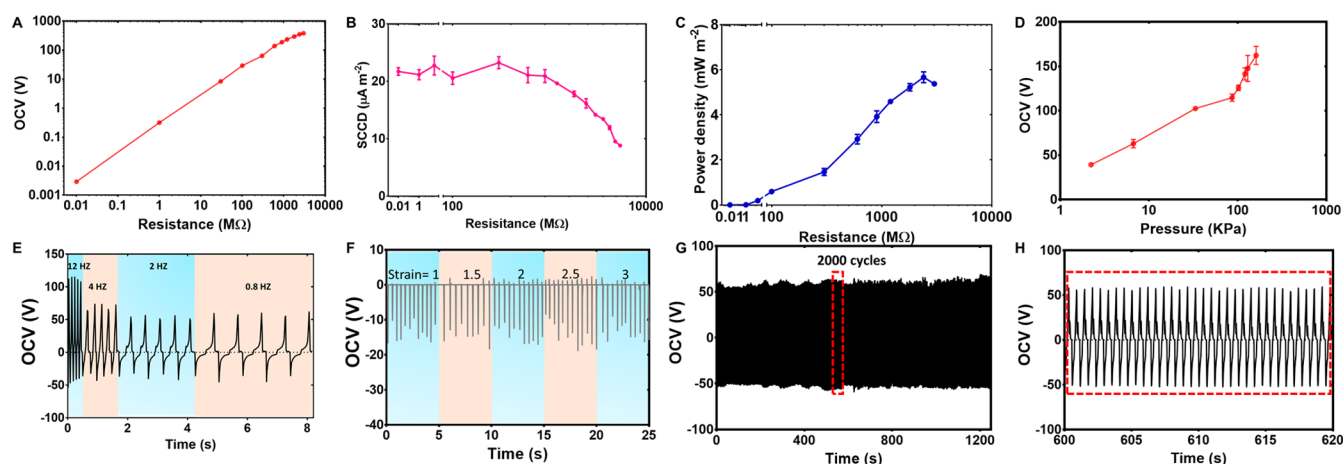 A
OCV (V)
1000
100
10
1
0.1
0.01
0.001
0.01
0.1
1
10
100
1000
10000
Resistance (MΩ)
B
SCCD (µA m-2)
30
20
10
0
0.01
1
100
10000
Resisitance (MΩ)
C
Power density (mW m-2)
8
6
4
2
0
0.01
1
100
1000
10000
Resistance (MΩ)
D
OCV (V)
200
150
100
50
0
1
10
100
1000
Pressure (KPa)
E
OCV (V)
150
100
50
0
-50
-100
12 HZ
4 HZ
2 HZ
0.8 HZ
0
2
4
6
8
Time (s)
F
OCV (V)
10
0
-10
-20
-30
-40
Strain= 1
1.5
2
2.5
3
0
5
10
15
20
25
Time (s)
G
OCV (V)
100
50
0
-50
-100
2000 cycles
0
400
800
1200
Time (s)
H
OCV (V)
100
50
0
-50
-100
600
605
610
615
620
Time (s)